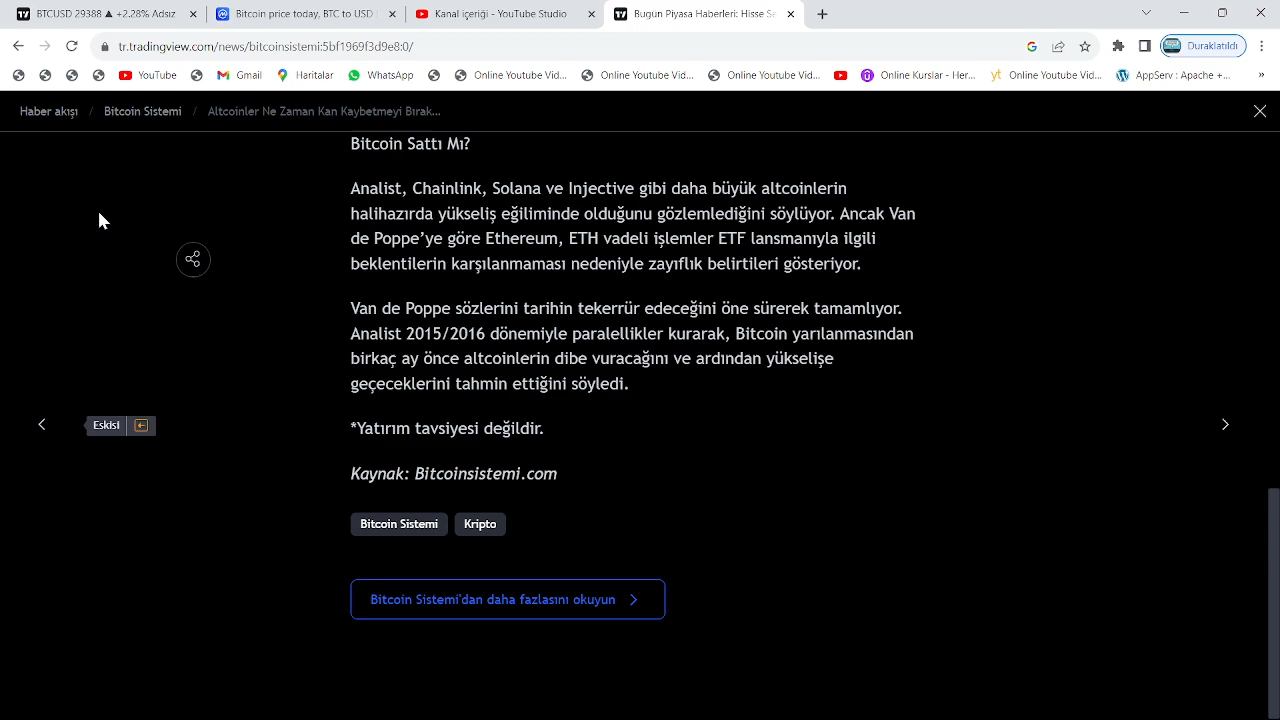 BTCUSD 29388 ▲ +2.28% Adsız
Bitcoin price today, BTC to USD
Kanal içeriği - YouTube Studio
Bugün Piyasa Haberleri: Hisse Se
tr.tradingview.com/news/bitcoinsistemi:5bf1969f3d9e8:0/
Duraklatıldı
YouTube
Gmail
Haritalar
WhatsApp
Online Youtube Vid...
Online Youtube Vid...
Online Youtube Vid...
Online Kurslar - Her...
Online Youtube Vid...
AppServ : Apache +...
Haber akışı / Bitcoin Sistemi / Altcoinler Ne Zaman Kan Kaybetmeyi Bırak...
Bitcoin Sattı Mı?
Analist, Chainlink, Solana ve Injective gibi daha büyük altcoinlerin
halihazırda yükseliş eğiliminde olduğunu gözlemlediğini söylüyor. Ancak Van
de Poppe’ye göre Ethereum, ETH vadeli işlemler ETF lansmanıyla ilgili
beklentilerin karşılanmaması nedeniyle zayıflık belirtileri gösteriyor.
Van de Poppe sözlerini tarihin tekerrür edeceğini öne sürerek tamamlıyor.
Analist 2015/2016 dönemiyle paralellikler kurarak, Bitcoin yarılanmasından
birkaç ay önce altcoinlerin dibe vuracağını ve ardından yükselişe
geçeceklerini tahmin ettiğini söyledi.
Eskisi
*Yatırım tavsiyesi değildir.
Kaynak: Bitcoinsistemi.com
Bitcoin Sistemi
Kripto
Bitcoin Sistemi'dan daha fazlasını okuyun